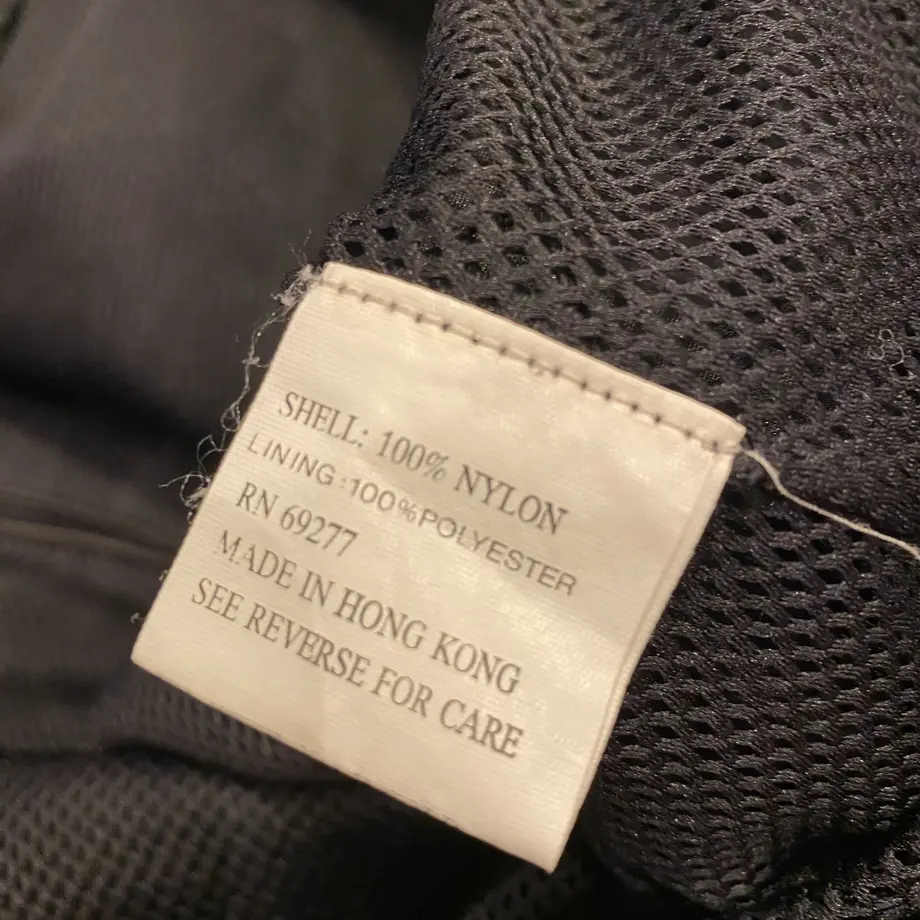 SHELL: 100% NYLON
LINING:100%POLYESTER
RN 69277
MADE IN HONG KONG
SEE REVERSE FOR CARE